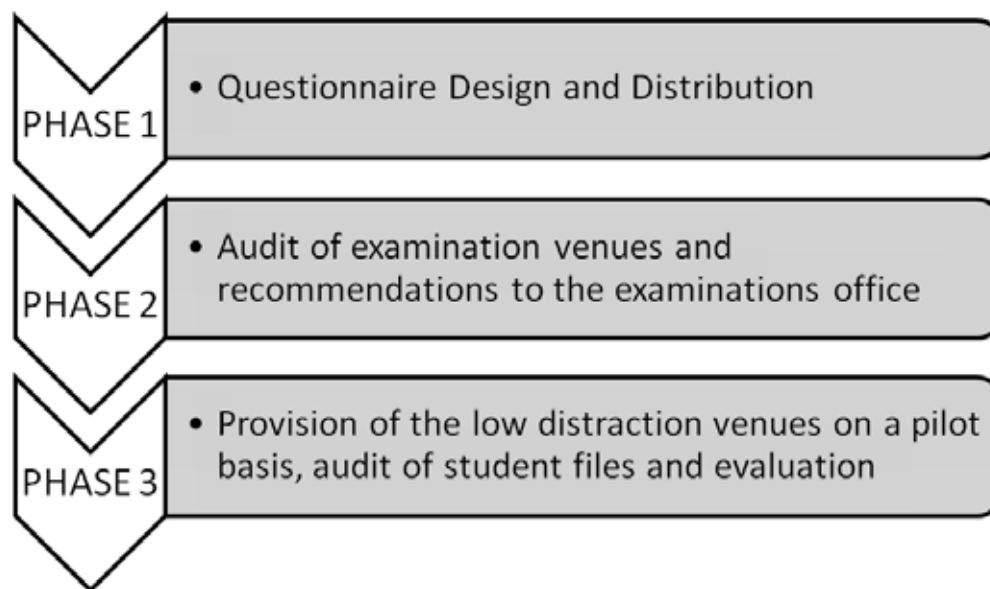 PHASE 1
• Questionnaire Design and Distribution
PHASE 2
• Audit of examination venues and
recommendations to the examinations office
PHASE 3
• Provision of the low distraction venues on a pilot
basis, audit of student files and evaluation